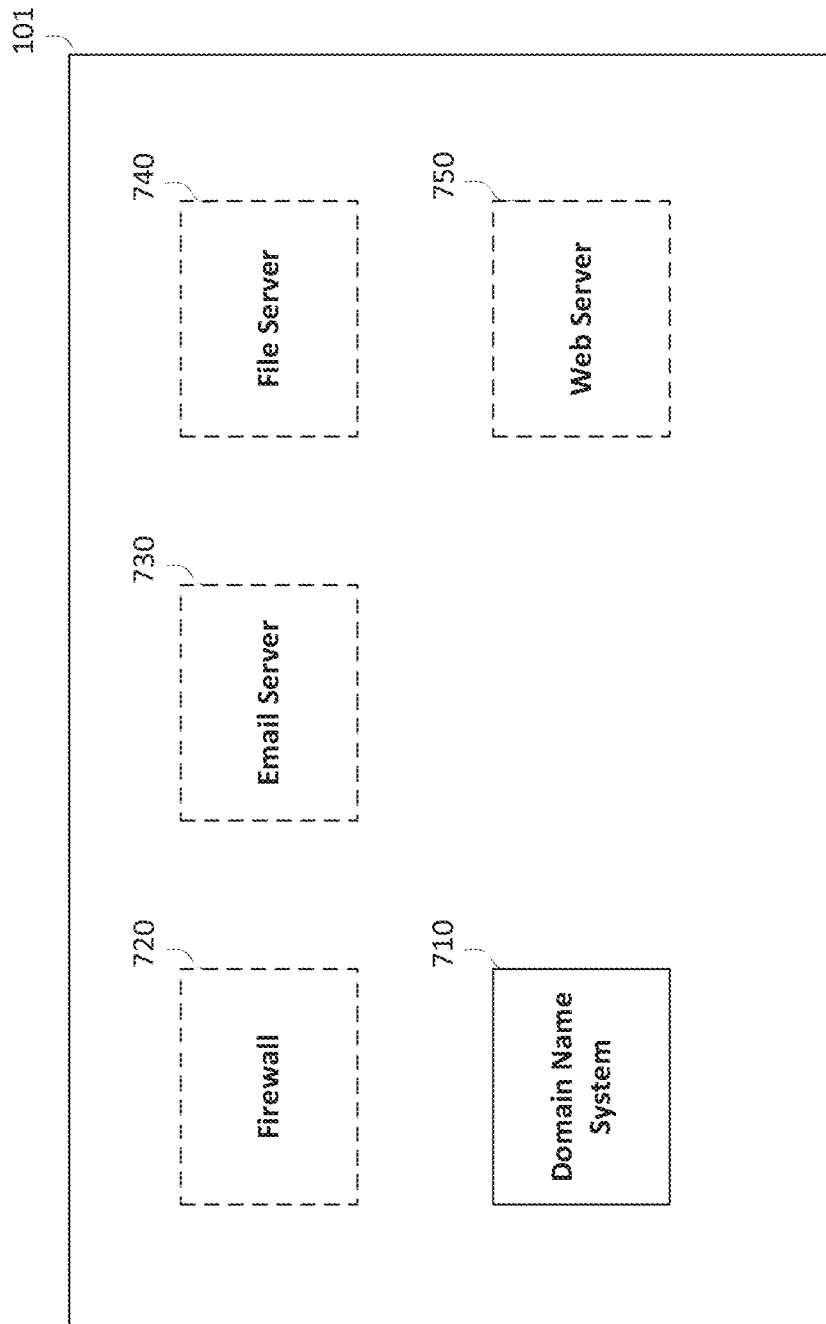 101
720
Firewall
730
Email Server
740
File Server
710
Domain Name
System
750
Web Server